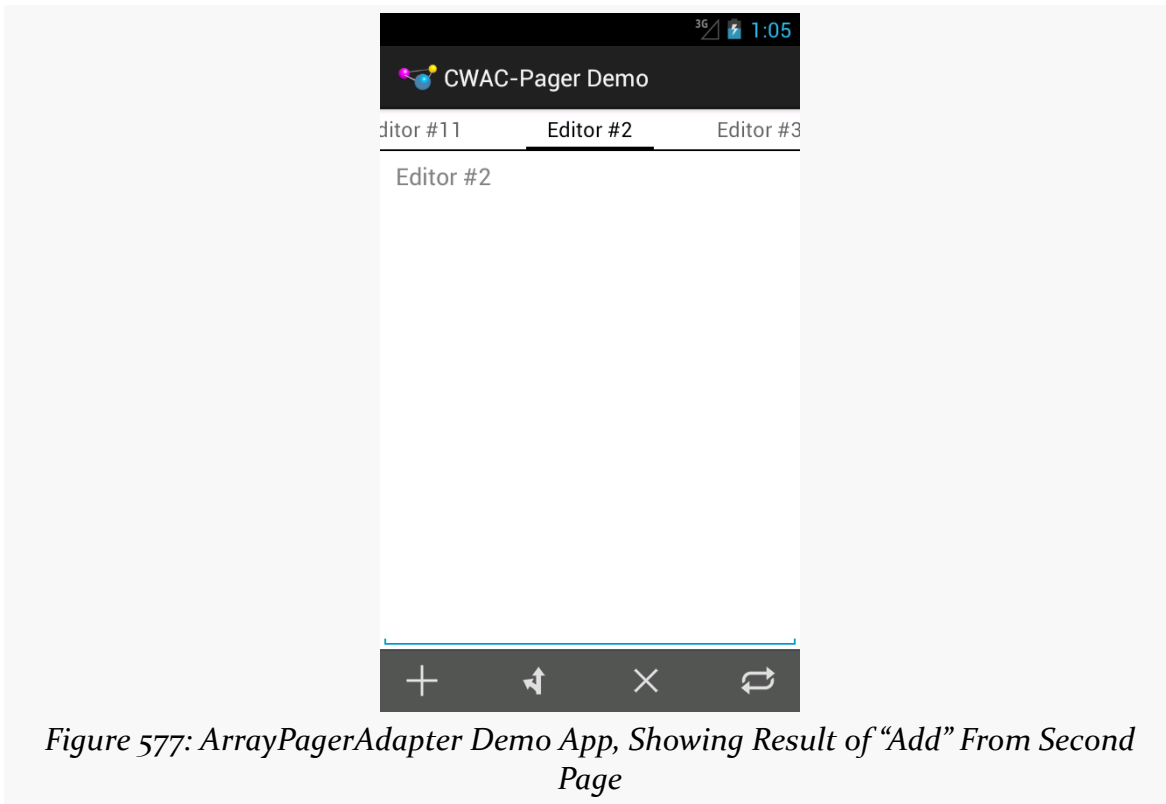 3G 1:05
CWAC-Pager Demo
ditor #11 Editor #2 Editor #3
Editor #2
Figure 577: ArrayPagerAdapter Demo App, Showing Result of “Add” From Second
Page